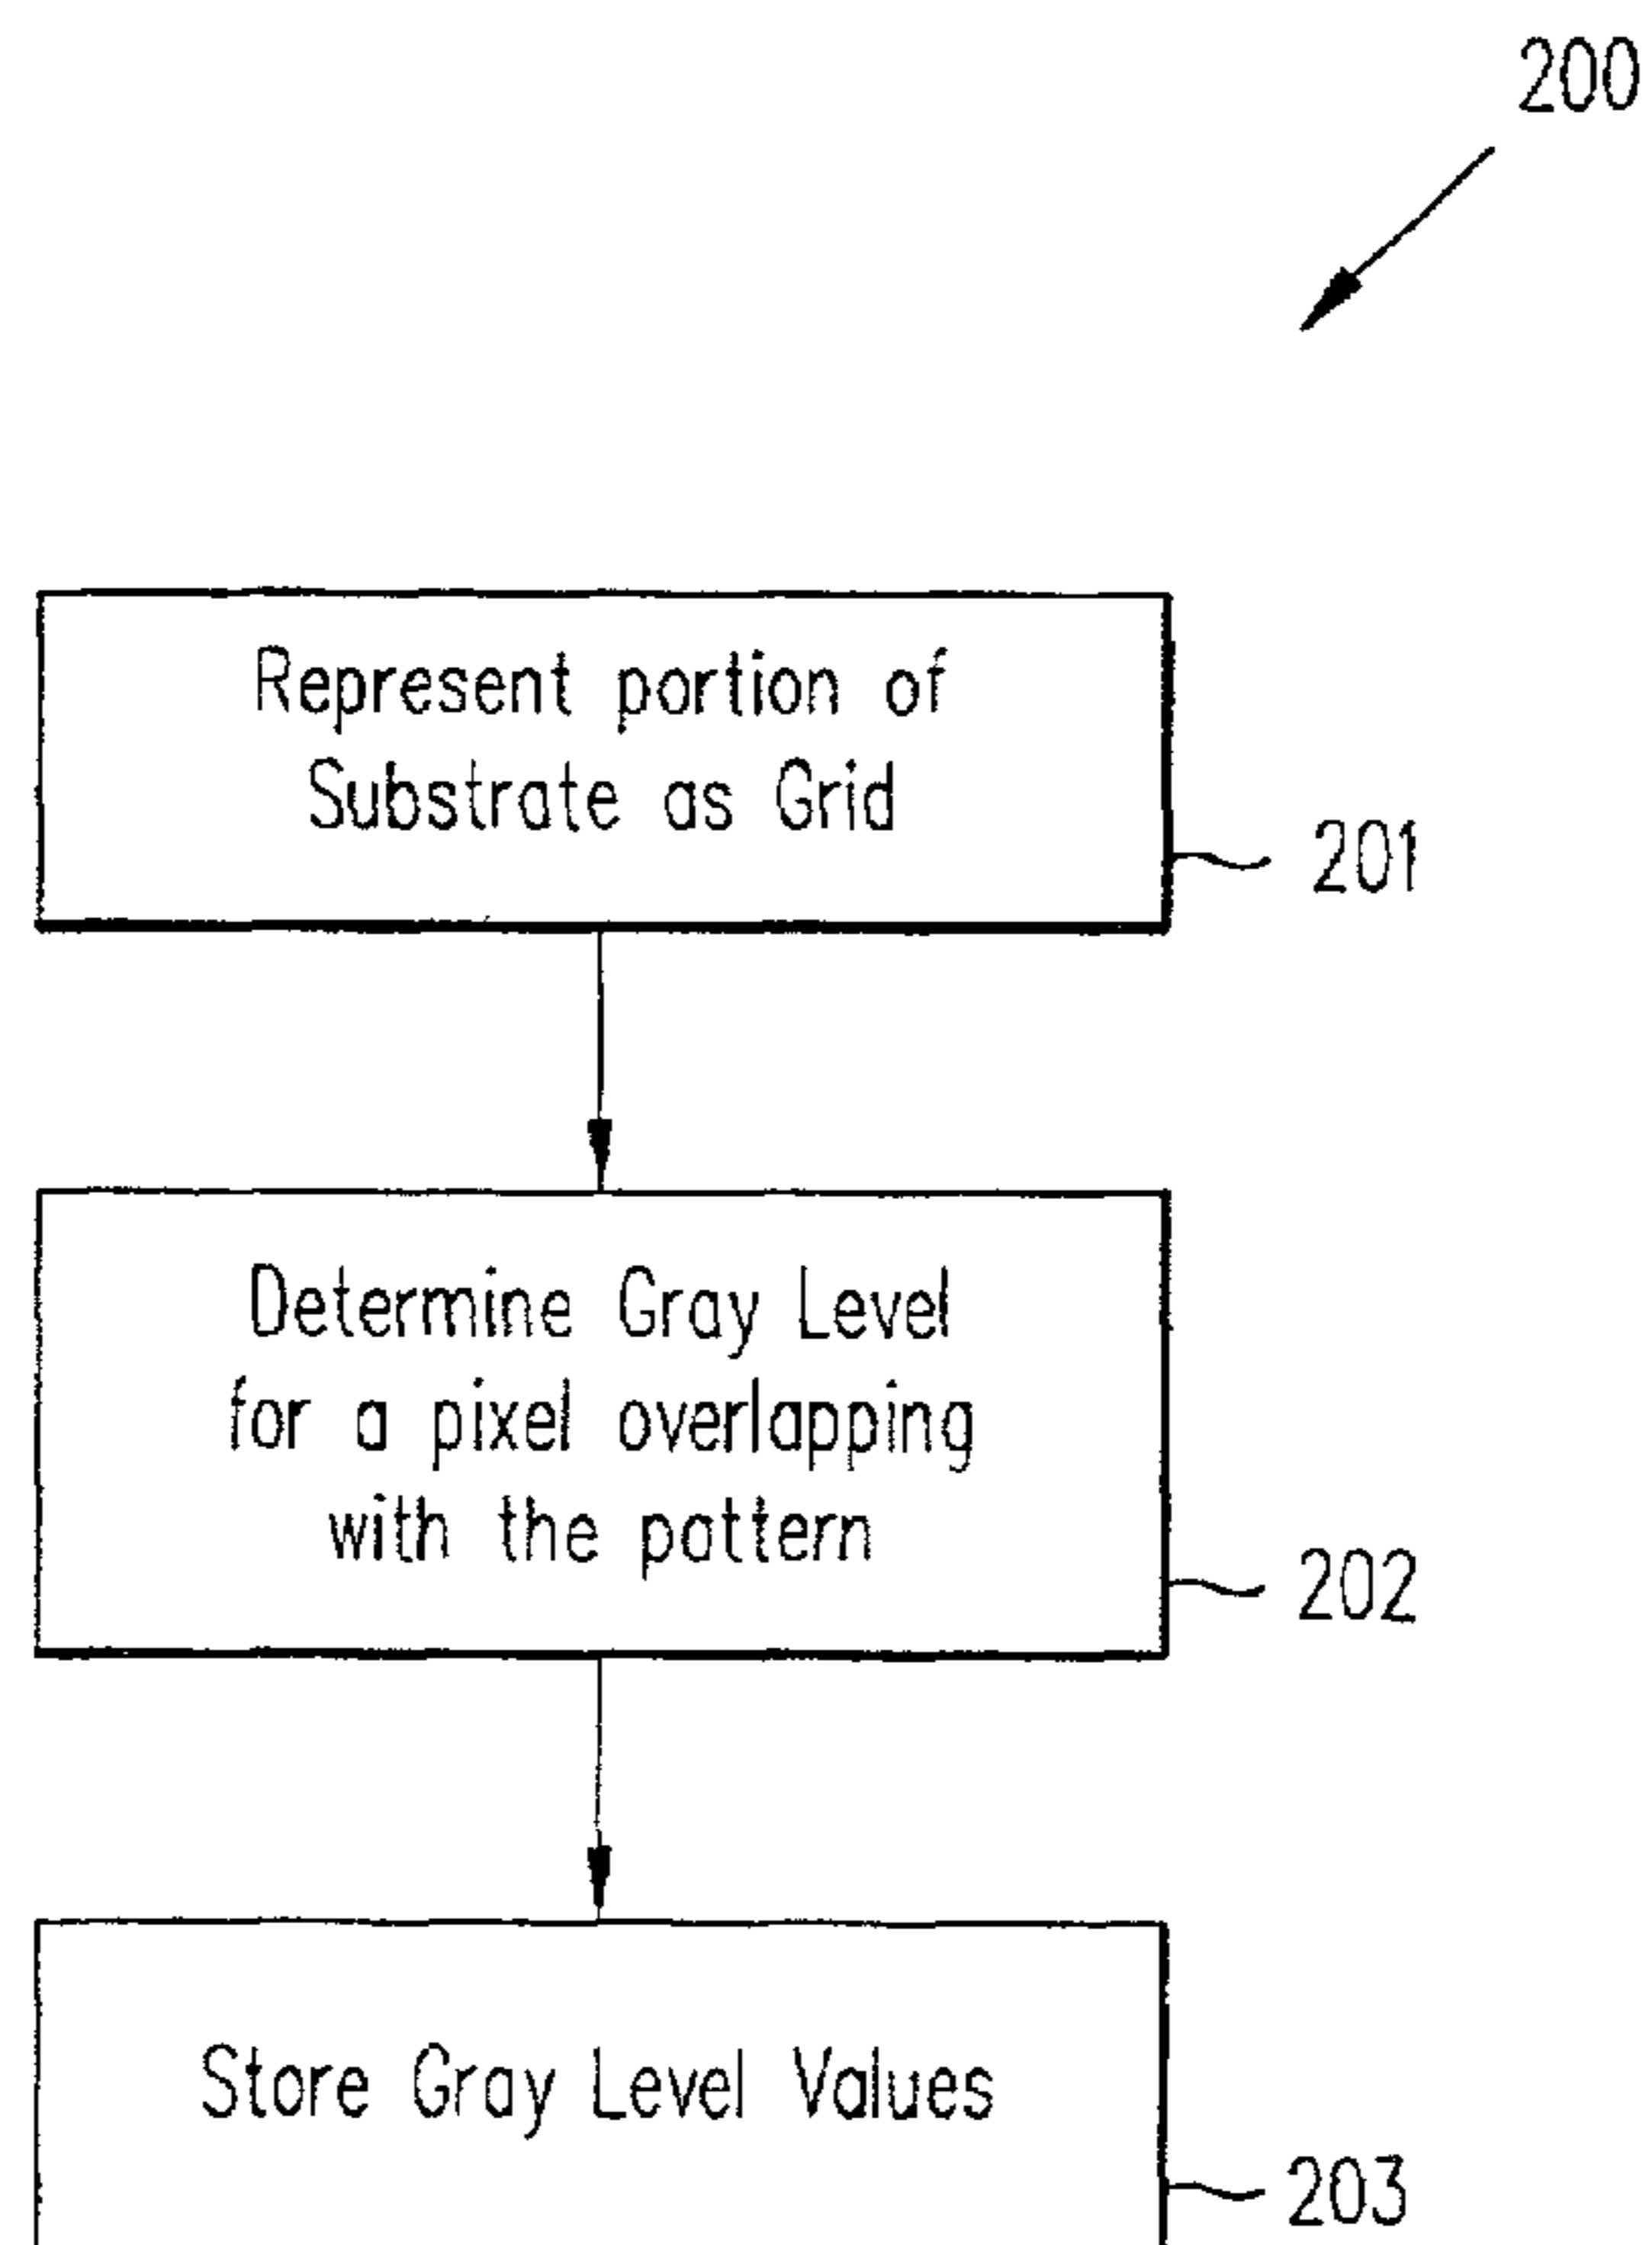 200
Represent portion of
Substrate as Grid
201
Determine Gray Level
for a pixel overlapping
with the pattern
202
Store Gray Level Values
203